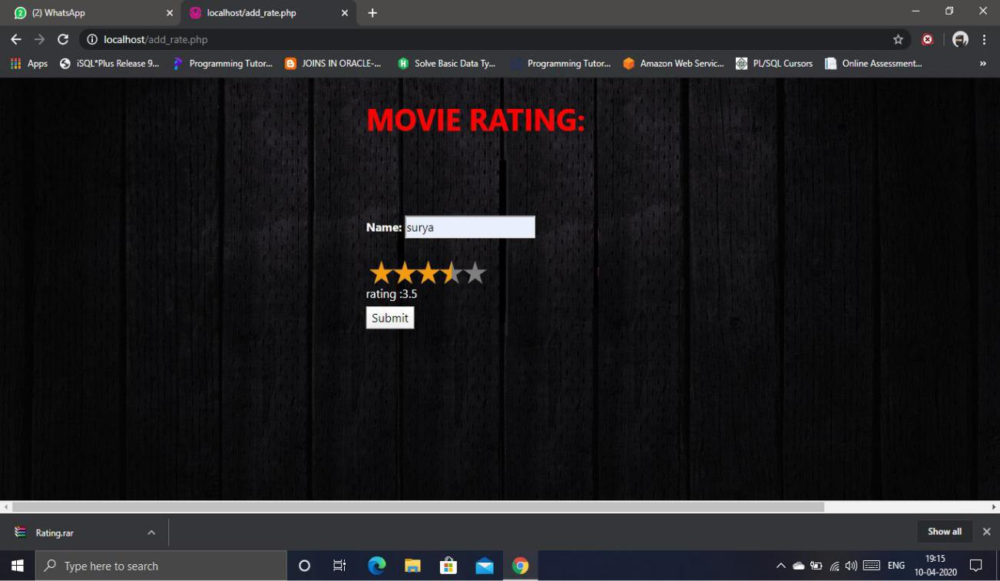 (2) WhatsApp
localhost/add_rate.php
localhost/add_rate.php
Apps iSQL*Plus Release 9... Programming Tutor... JOINS IN ORACLE-... Solve Basic Data Ty... Programming Tutor... Amazon Web Servic... PL/SQL Cursors Online Assessment... »
MOVIE RATING:
Name: surya
rating :3.5
Submit
Rating.rar
Show all
Type here to search
ENG
19:15
10-04-2020